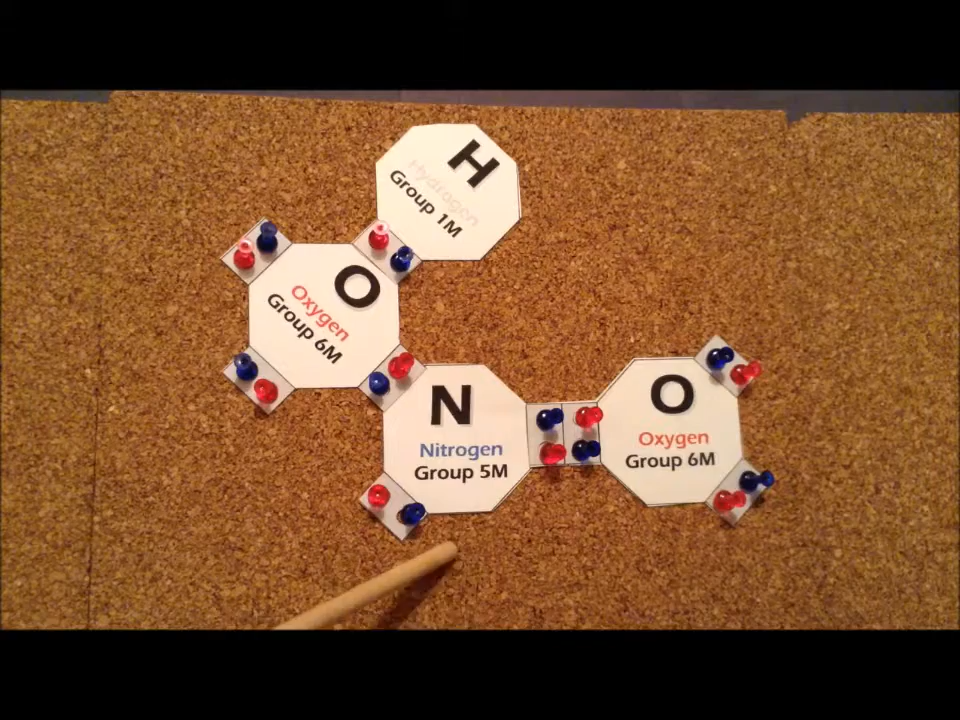 H
Hydrogen
Group 1M
O
Oxygen
Group 6M
N
Nitrogen
Group 5M
O
Oxygen
Group 6M